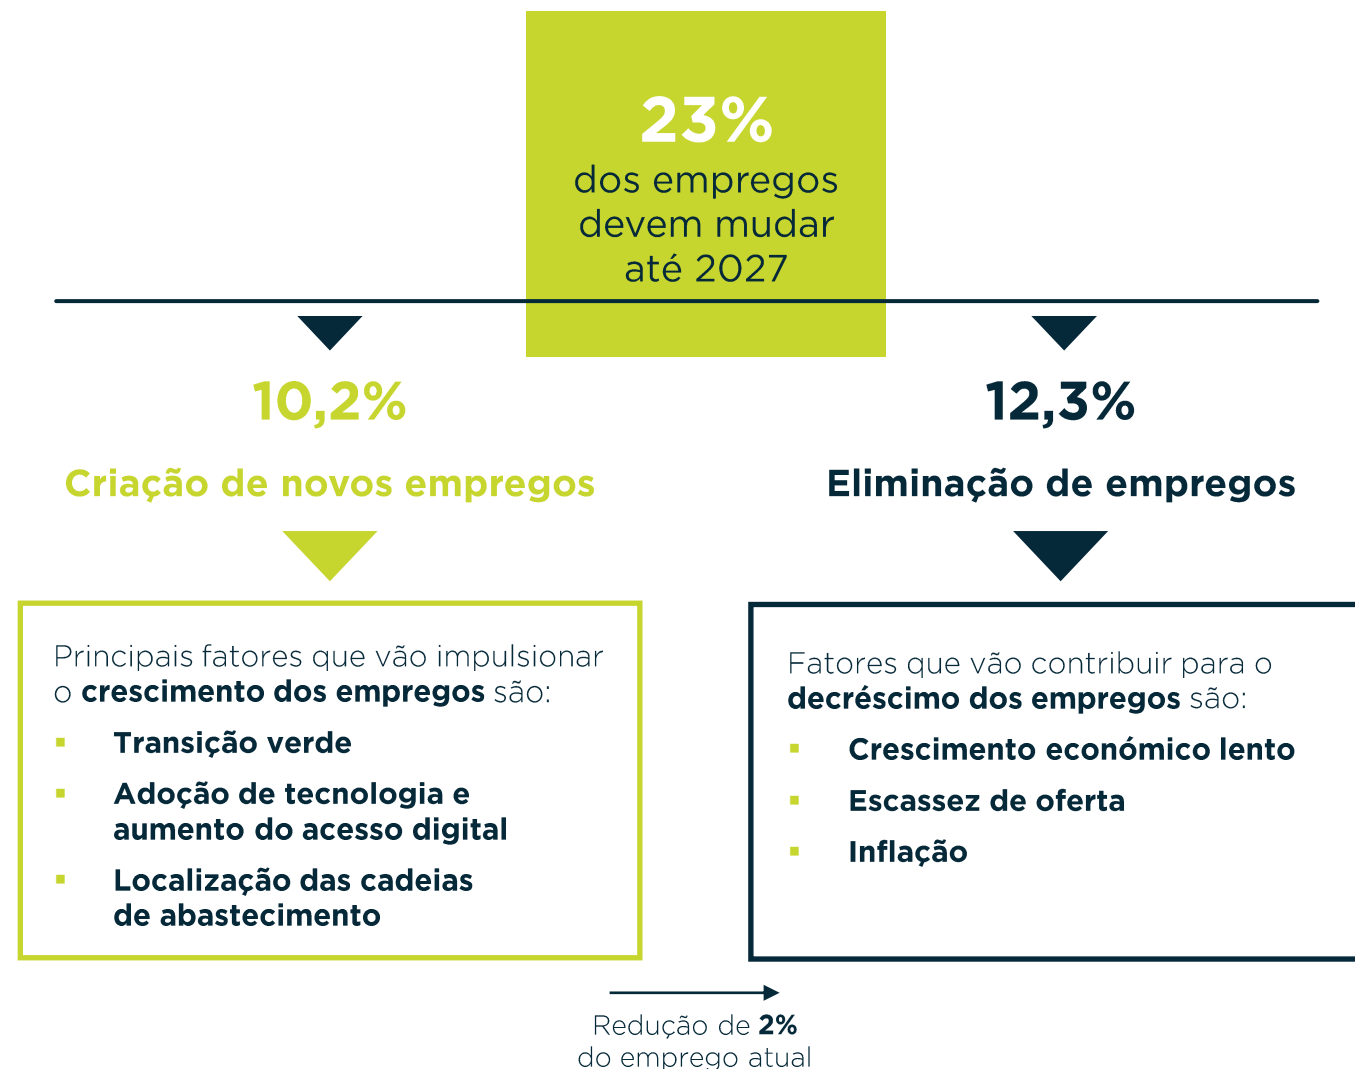 23%
dos empregos
devem mudar
até 2027
10,2%
Criação de novos empregos
Principais fatores que vão impulsionar
o crescimento dos empregos são:
▪ Transição verde
▪ Adoção de tecnologia e
aumento do acesso digital
▪ Localização das cadeias
de abastecimento
12,3%
Eliminação de empregos
Fatores que vão contribuir para o
decréscimo dos empregos são:
▪ Crescimento económico lento
▪ Escassez de oferta
▪ Inflação
Redução de 2%
do emprego atual